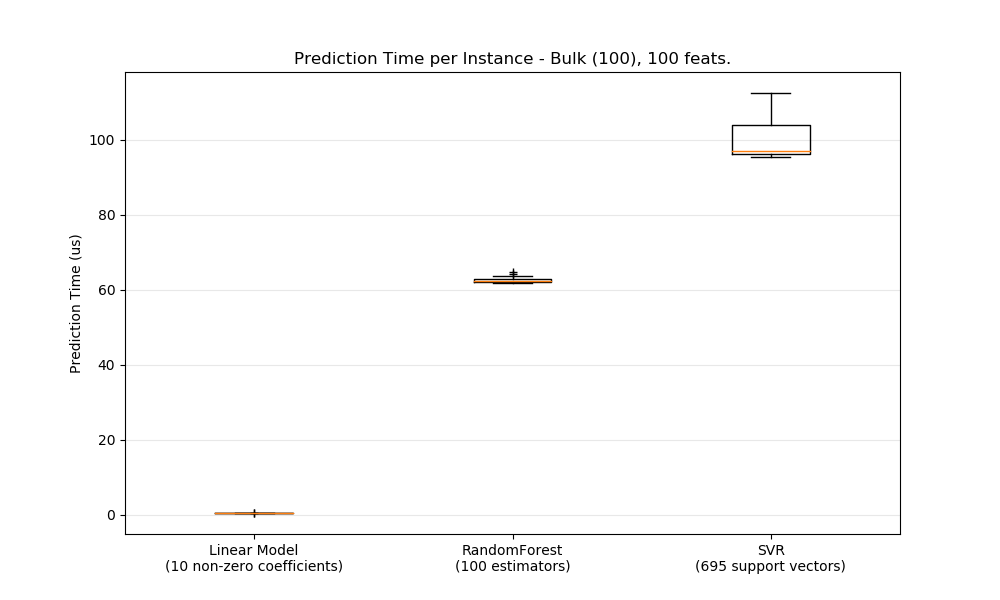 Prediction Time per Instance - Bulk (100), 100 feats.
Prediction Time (us)
100
80
60
40
20
0
Linear Model
(10 non-zero coefficients)
RandomForest
(100 estimators)
SVR
(695 support vectors)